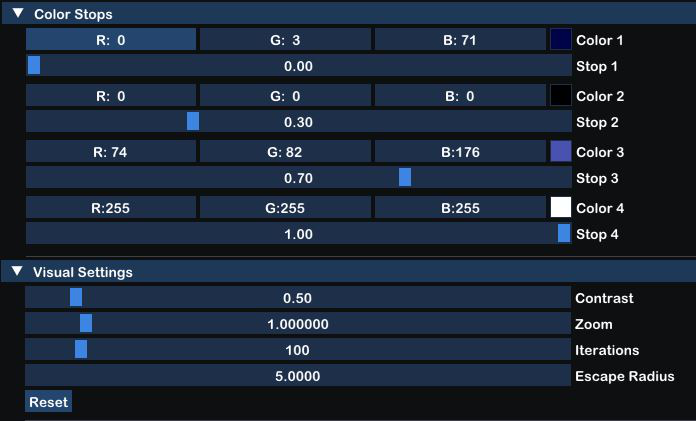 Color Stops
R: 0 G: 3 B: 71 Color 1
0.00 Stop 1
R: 0 G: 0 B: 0 Color 2
0.30 Stop 2
R: 74 G: 82 B:176 Color 3
0.70 Stop 3
R:255 G:255 B:255 Color 4
1.00 Stop 4
Visual Settings
0.50 Contrast
1.000000 Zoom
100 Iterations
5.0000 Escape Radius
Reset